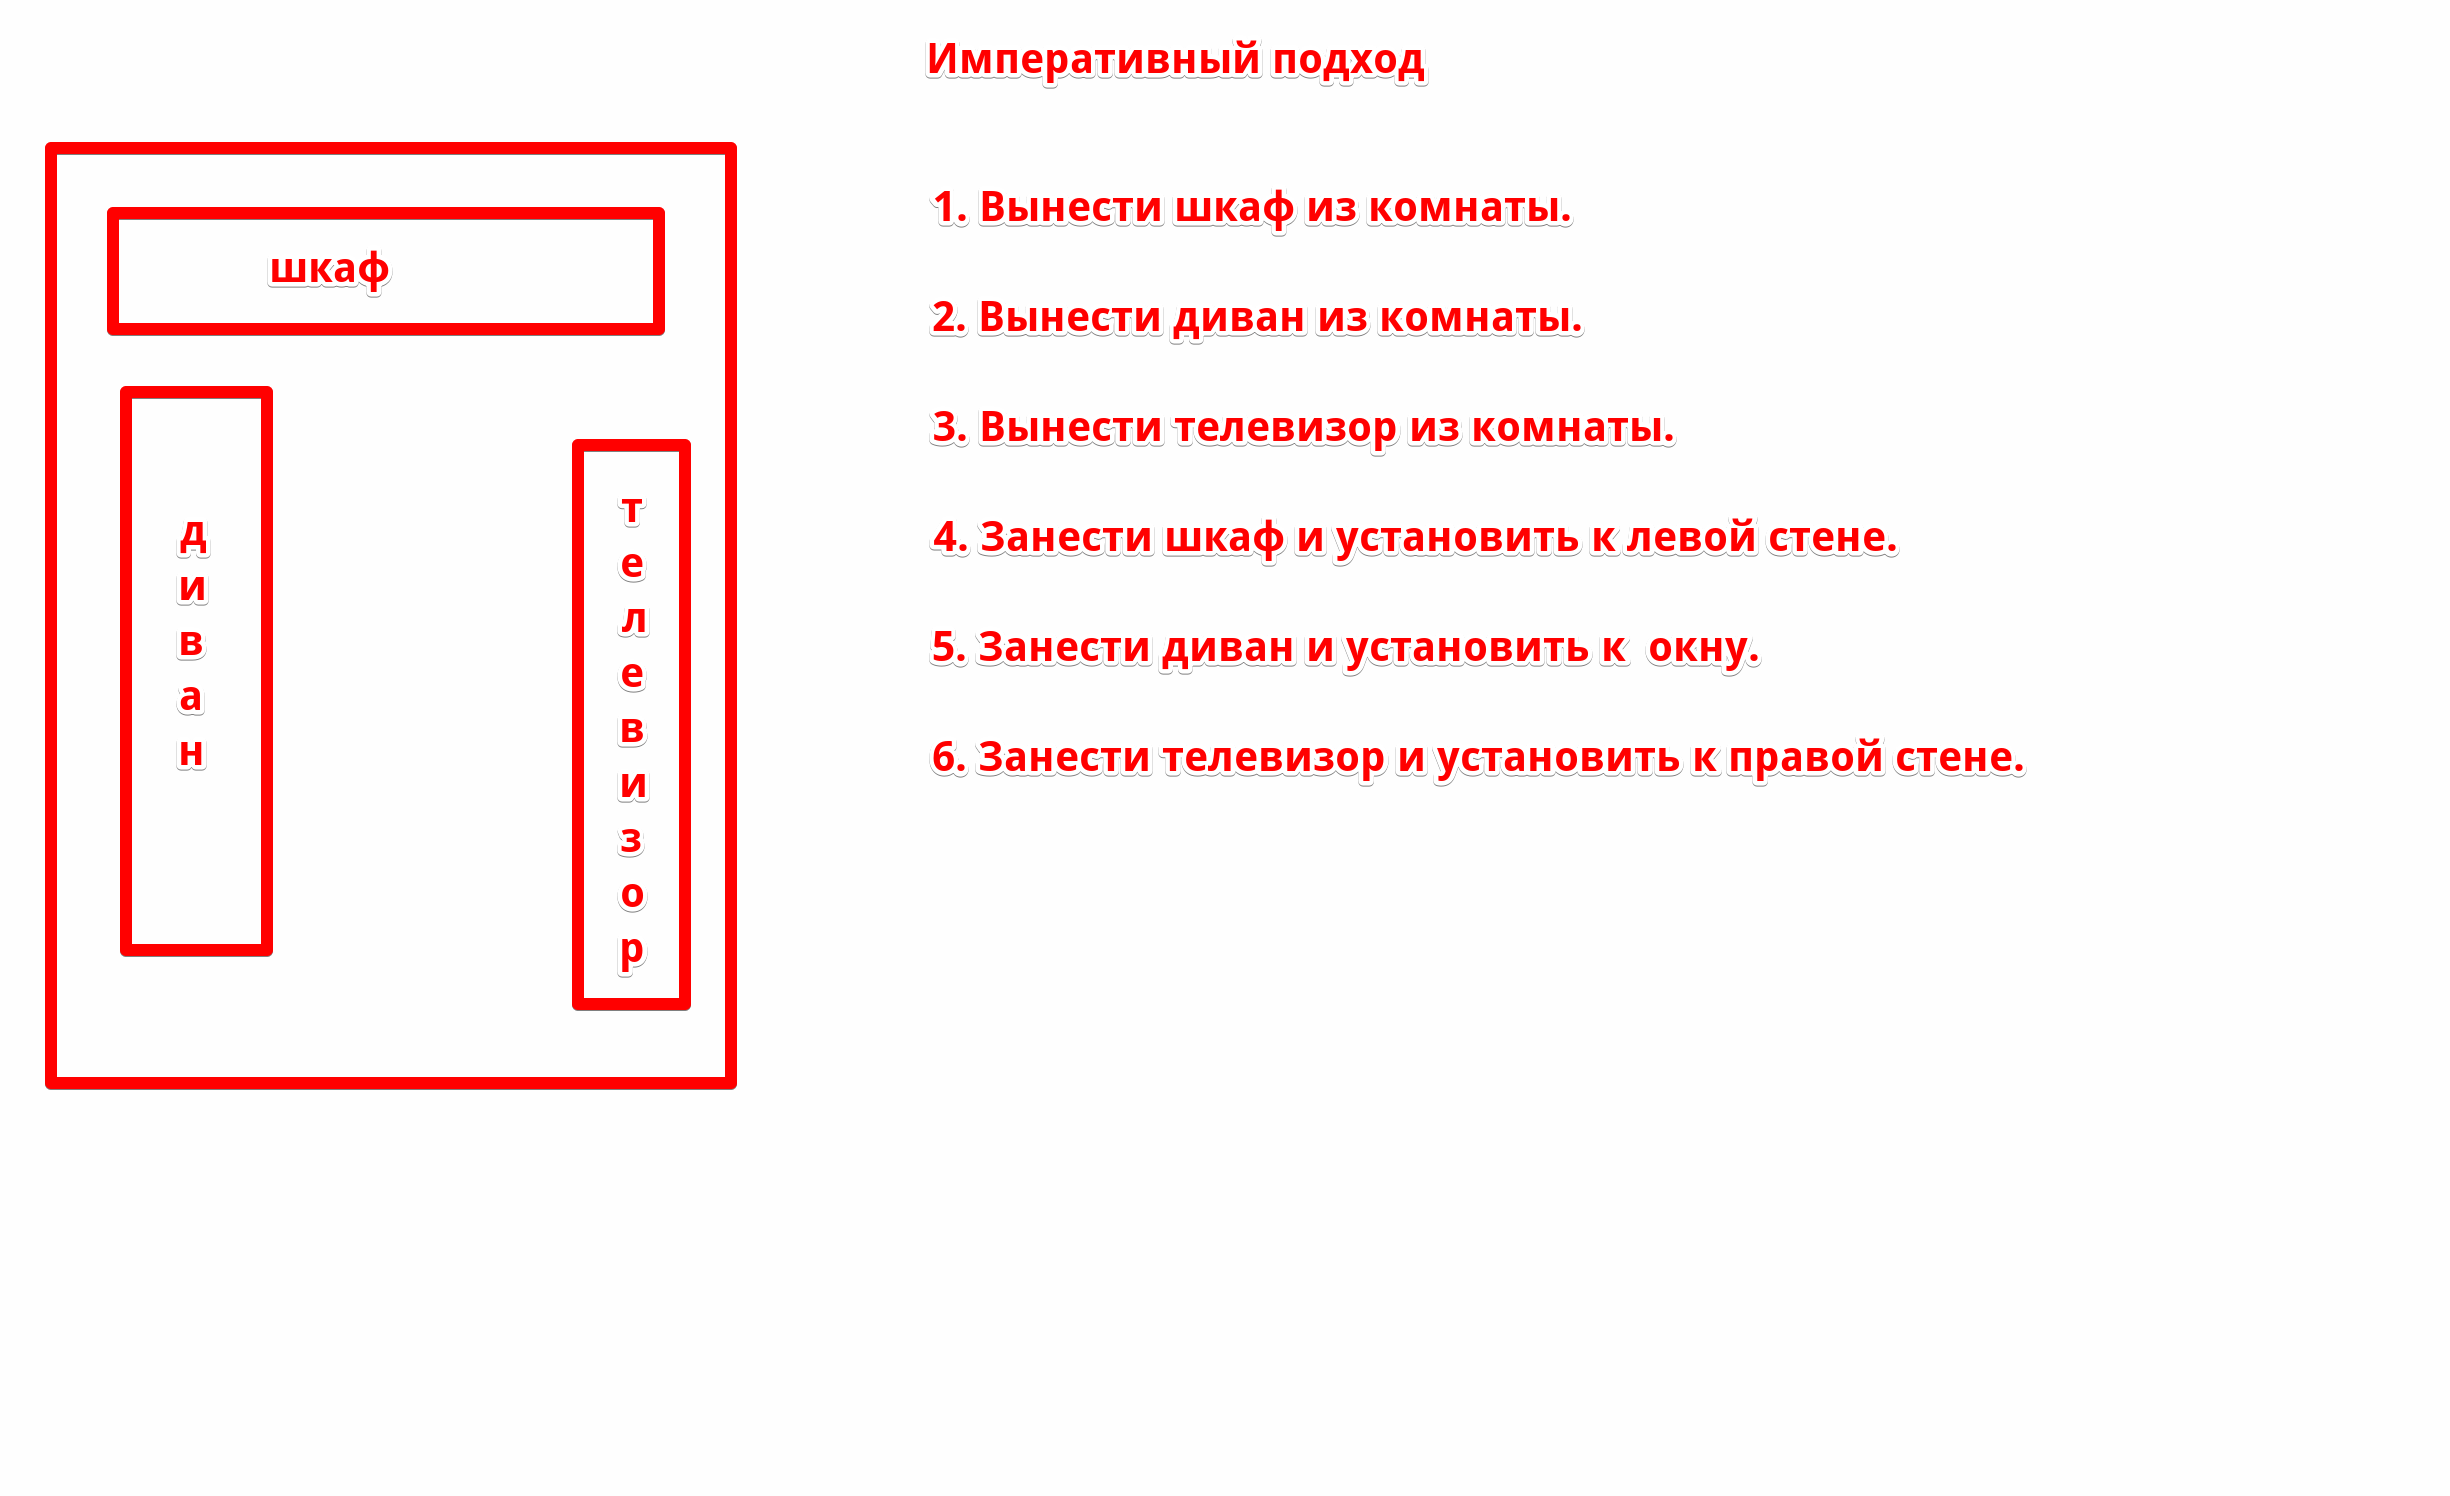 Императивный подход
шкаф
диван
телевизор
1. Вынести шкаф из комнаты.
2. Вынести диван из комнаты.
3. Вынести телевизор из комнаты.
4. Занести шкаф и установить к левой стене.
5. Занести диван и установить к  окну.
6. Занести телевизор и установить к правой стене.